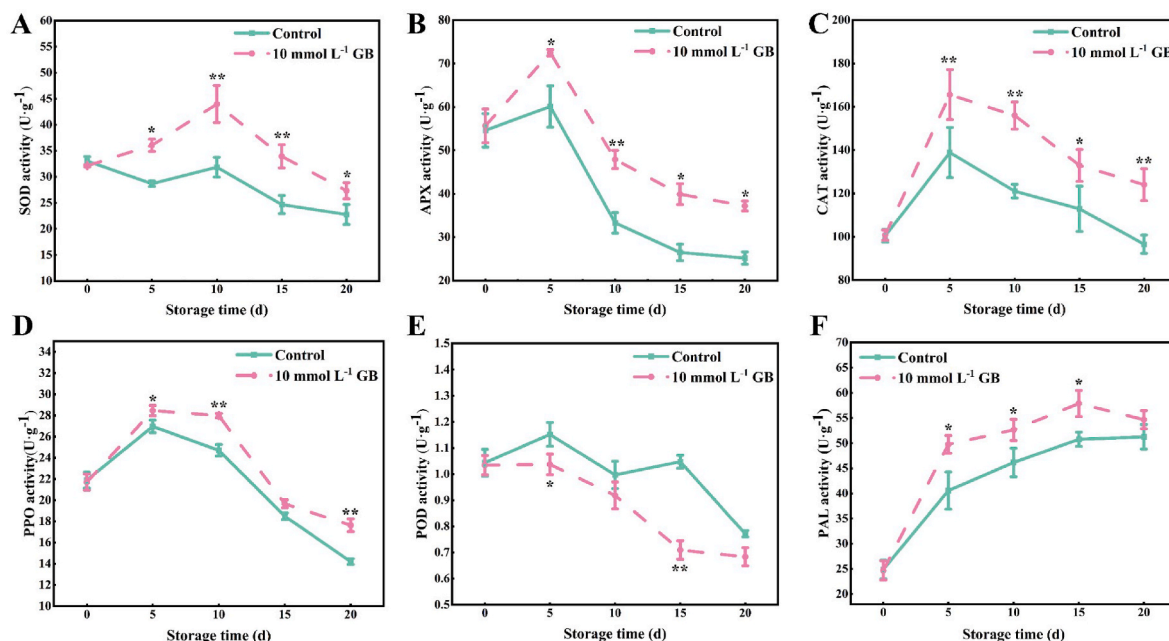 A
SOD activity (U·g⁻¹)
60
55
50
45
40
35
30
25
20
15
10
Control
10 mmol L⁻¹ GB
*
**
**
*
0 5 10 15 20
Storage time (d)
B
APX activity (U·g⁻¹)
80
70
60
50
40
30
20
Control
10 mmol L⁻¹ GB
*
**
*
*
0 5 10 15 20
Storage time (d)
C
CAT activity (U·g⁻¹)
200
180
160
140
120
100
80
Control
10 mmol L⁻¹ GB
**
**
*
**
0 5 10 15 20
Storage time (d)
D
PPO activity (U·g⁻¹)
34
32
30
28
26
24
22
20
18
16
14
12
10
Control
10 mmol L⁻¹ GB
*
**
**
0 5 10 15 20
Storage time (d)
E
POD activity (U·g⁻¹)
1.5
1.4
1.3
1.2
1.1
1.0
0.9
0.8
0.7
0.6
0.5
Control
10 mmol L⁻¹ GB
*
**
0 5 10 15 20
Storage time (d)
F
PAL activity (U·g⁻¹)
70
65
60
55
50
45
40
35
30
25
20
Control
10 mmol L⁻¹ GB
*
*
*
0 5 10 15 20
Storage time (d)